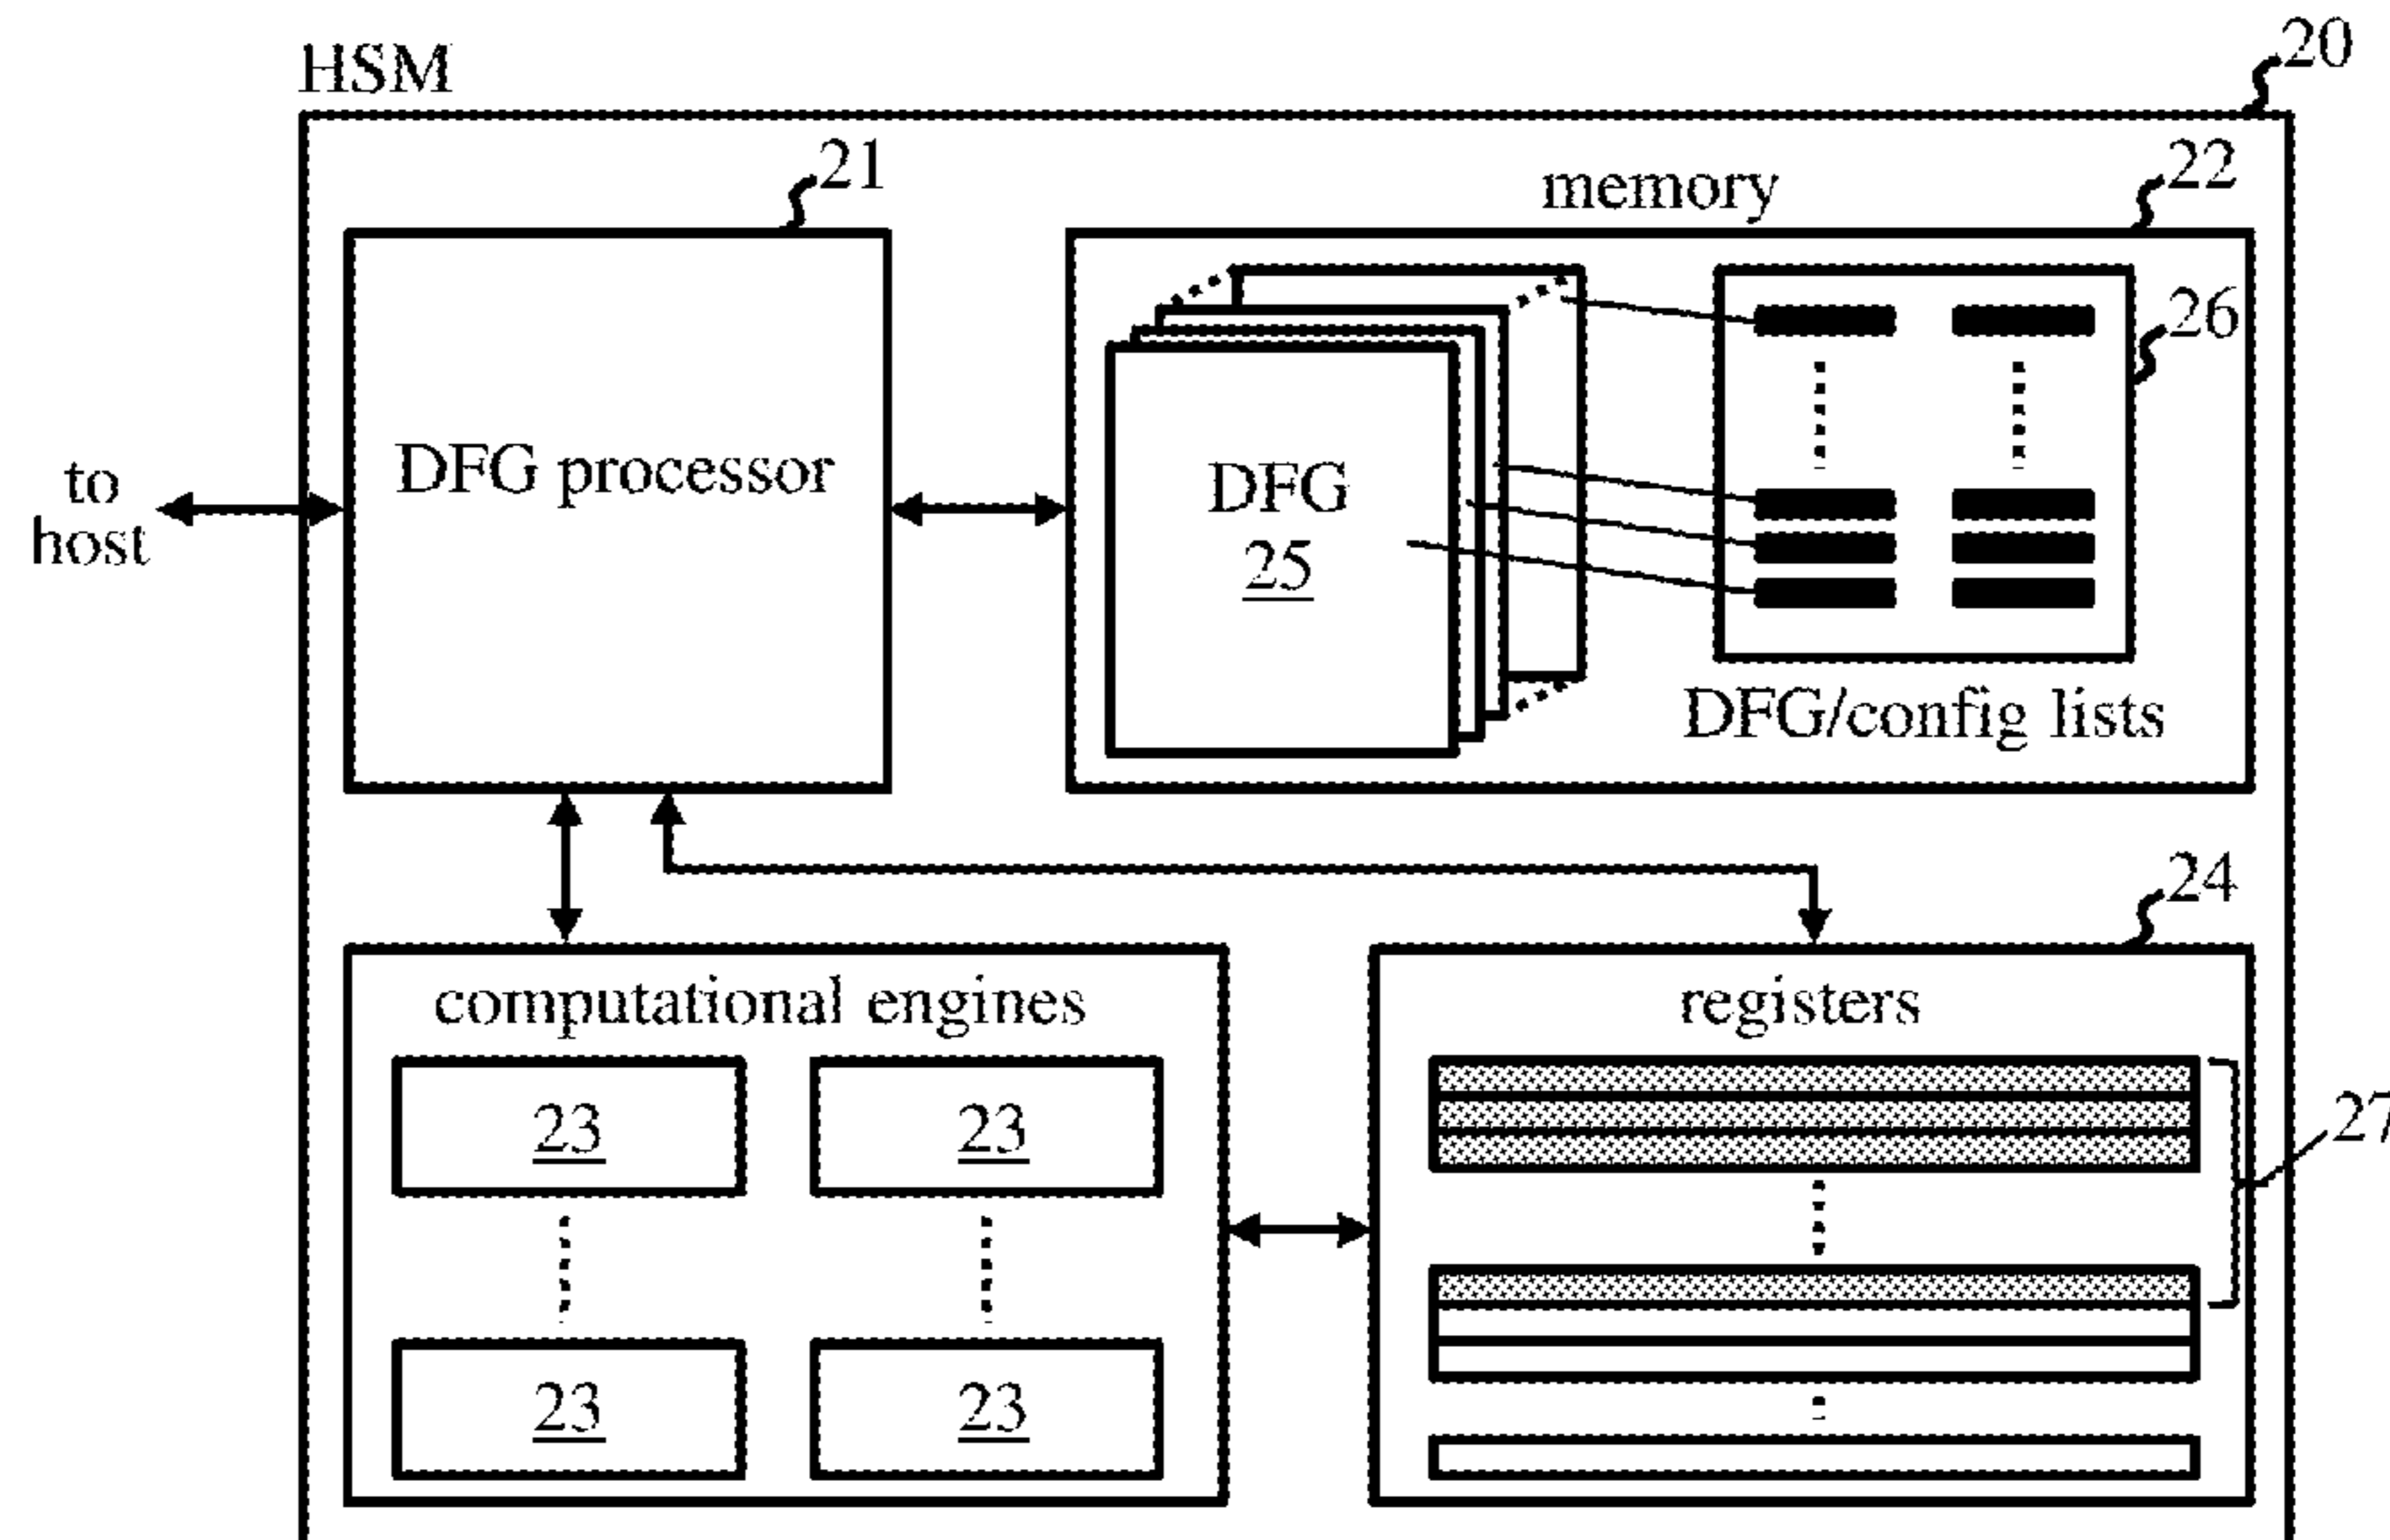 HSM
20
21
memory
22
26
DFG processor
to
host
DFG
25
DFG/config lists
24
computational engines
registers
23
23
27
23
23